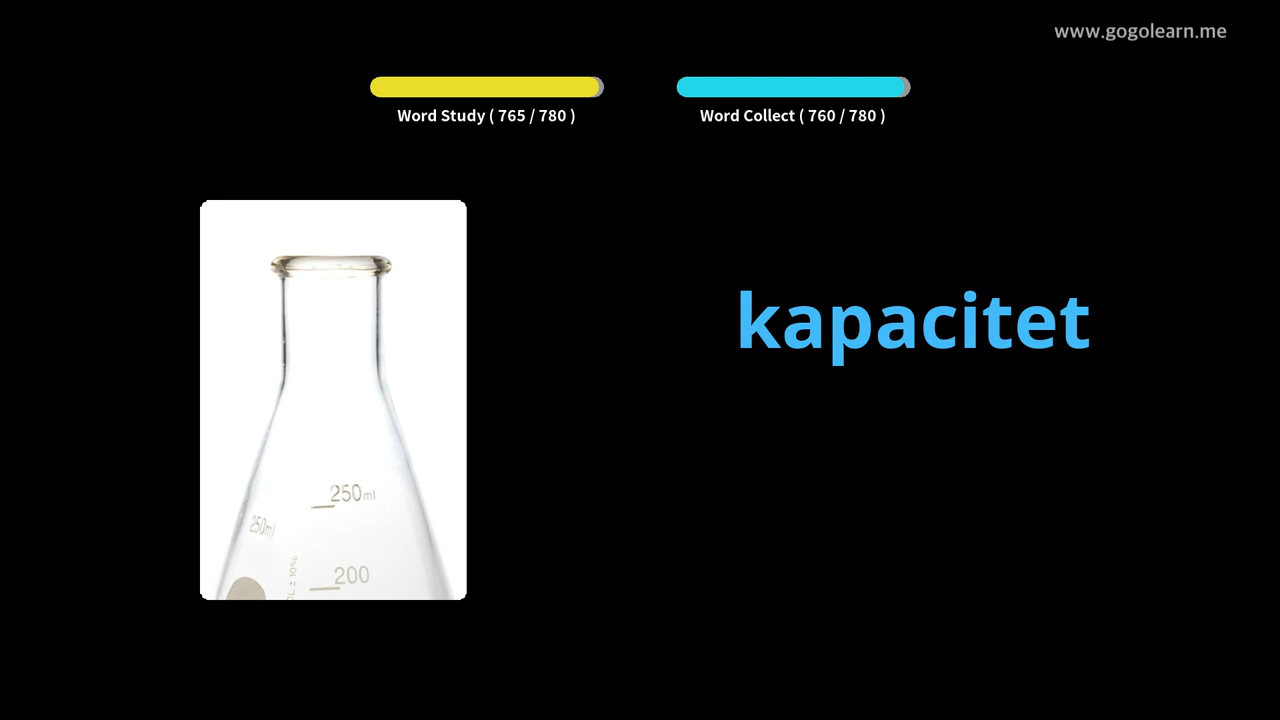 www.gogolearn.me
Word Study ( 765 / 780 )
Word Collect ( 760 / 780 )
kapacitet
250ml
250ml
200